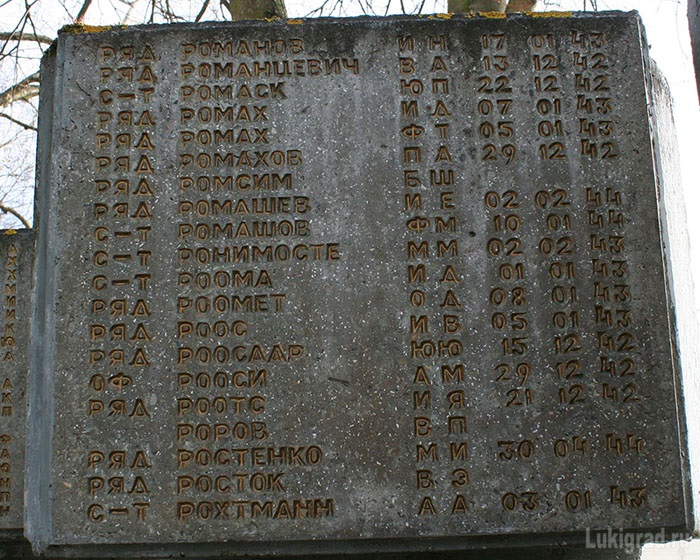 РЯД РОМАНОВ И Н 17 01 43
РЯД РОМАНЦЕВИЧ В А 13 12 42
С-Т РОМАСК Ю П 22 12 42
РЯД РОМАХ И Д 07 01 43
РЯД РОМАХ Ф Т 05 01 43
РЯД РОМАХОВ П А 29 12 42
РЯД РОМСИМ Б Ш
РЯД РОМАШЕВ И Е 02 02 44
С-Т РОМАШОВ Ф М 10 01 44
С-Т РОНИМОСТЕ М М 02 02 43
С-Т РООМА И Д 01 01 43
РЯД РООМЕТ О Д 08 01 43
РЯД РООС И В 05 01 43
РЯД РООСААР Ю Ю 15 12 42
ОФ РООСИ А М 29 12 42
РЯД РООТС И Я 21 12 42
РОРОВ В П
РЯД РОСТЕНКО М И 30 04 44
РЯД РОСТОК В Э
С-Т РОХТМАНН А А 03 01 43